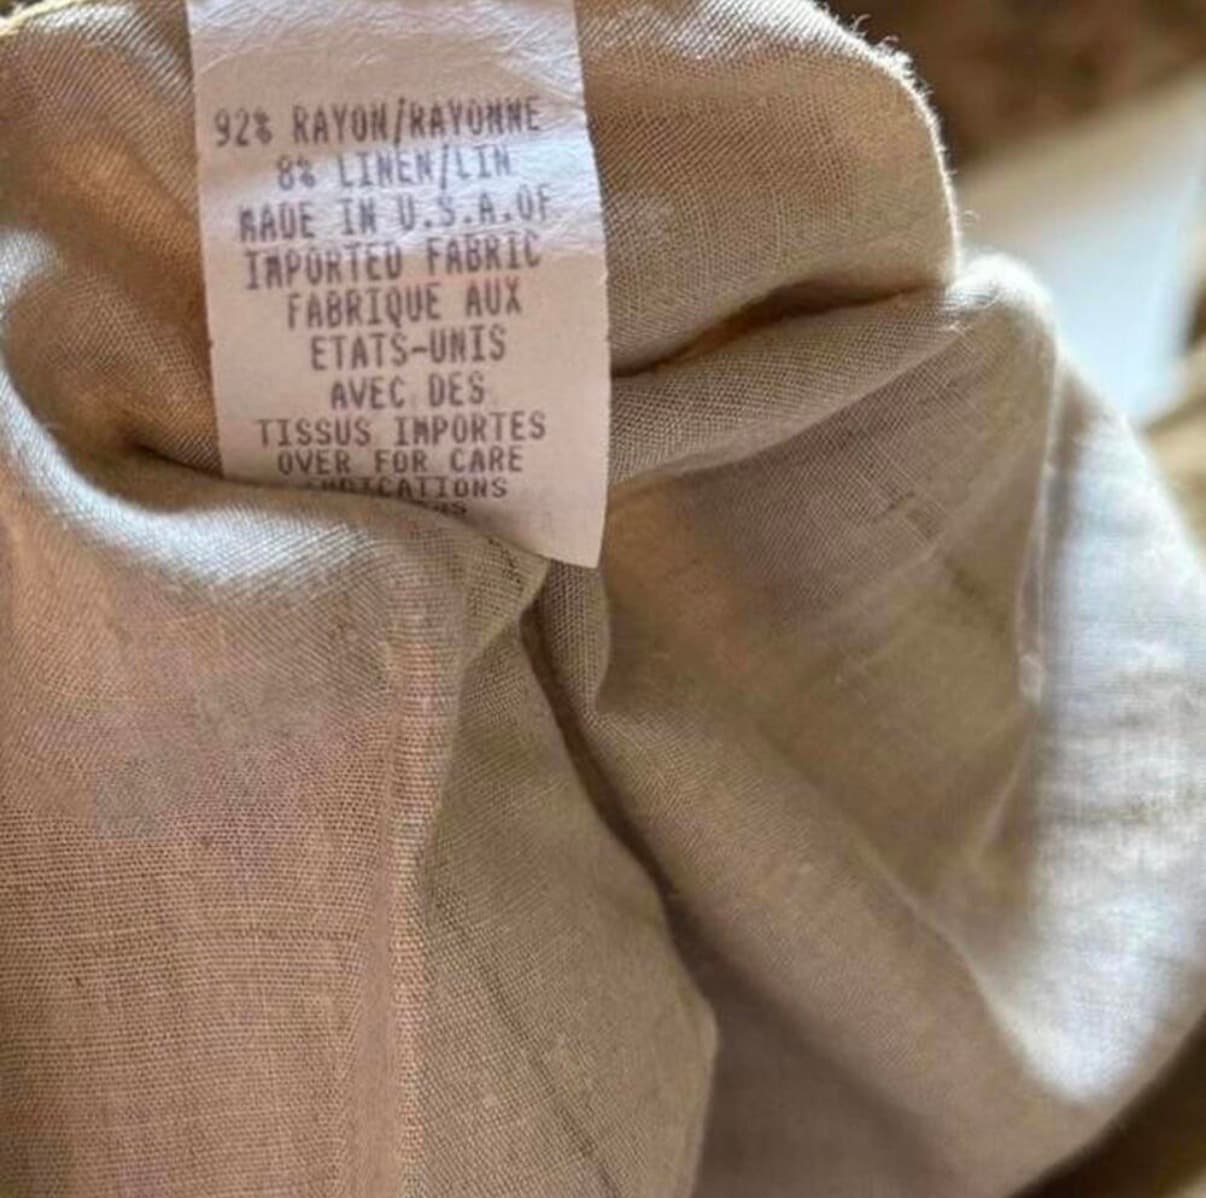 92% RAYON/RAYONNE
8% LINEN/LIN
MADE IN U.S.A.OF
IMPORTED FABRIC
FABRIQUE AUX
ETATS-UNIS
AVEC DES
TISSUS IMPORTES
OVER FOR CARE